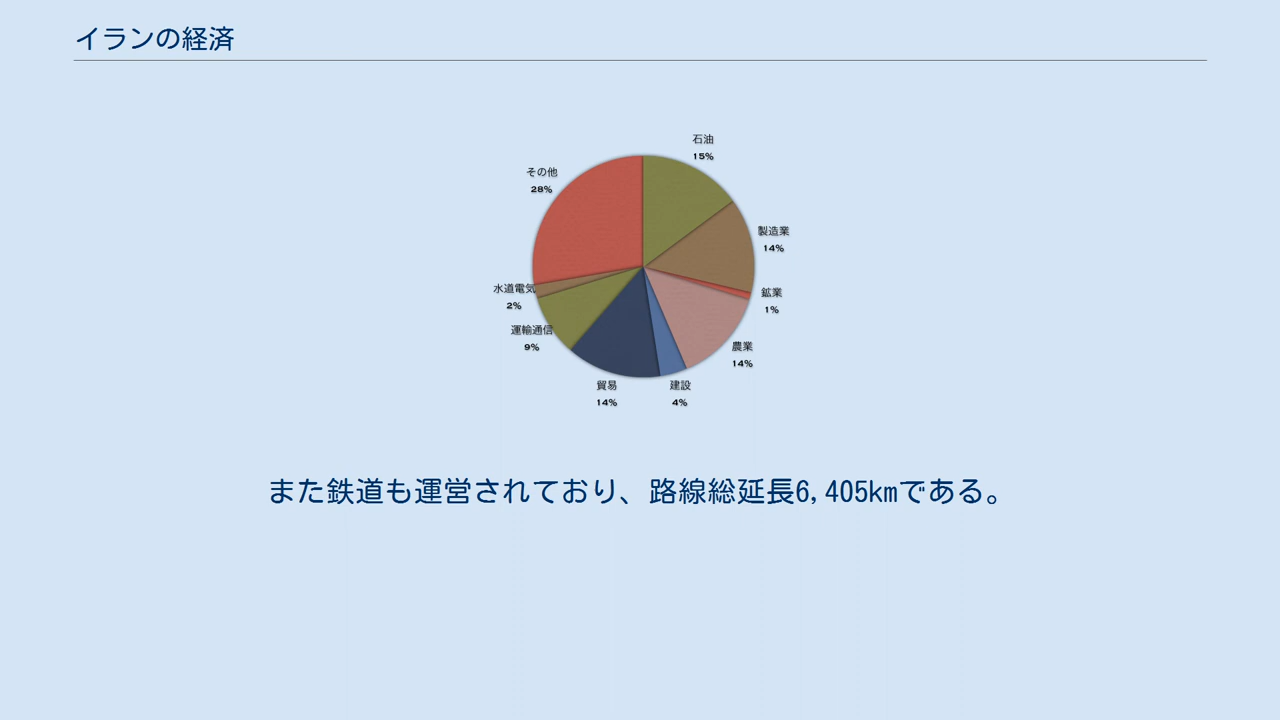 イランの経済
石油
15%
製造業
14%
鉱業
1%
農業
14%
建設
4%
貿易
14%
運輸通信
9%
水道電気
2%
その他
28%
また鉄道も運営されており、路線総延長6,405kmである。